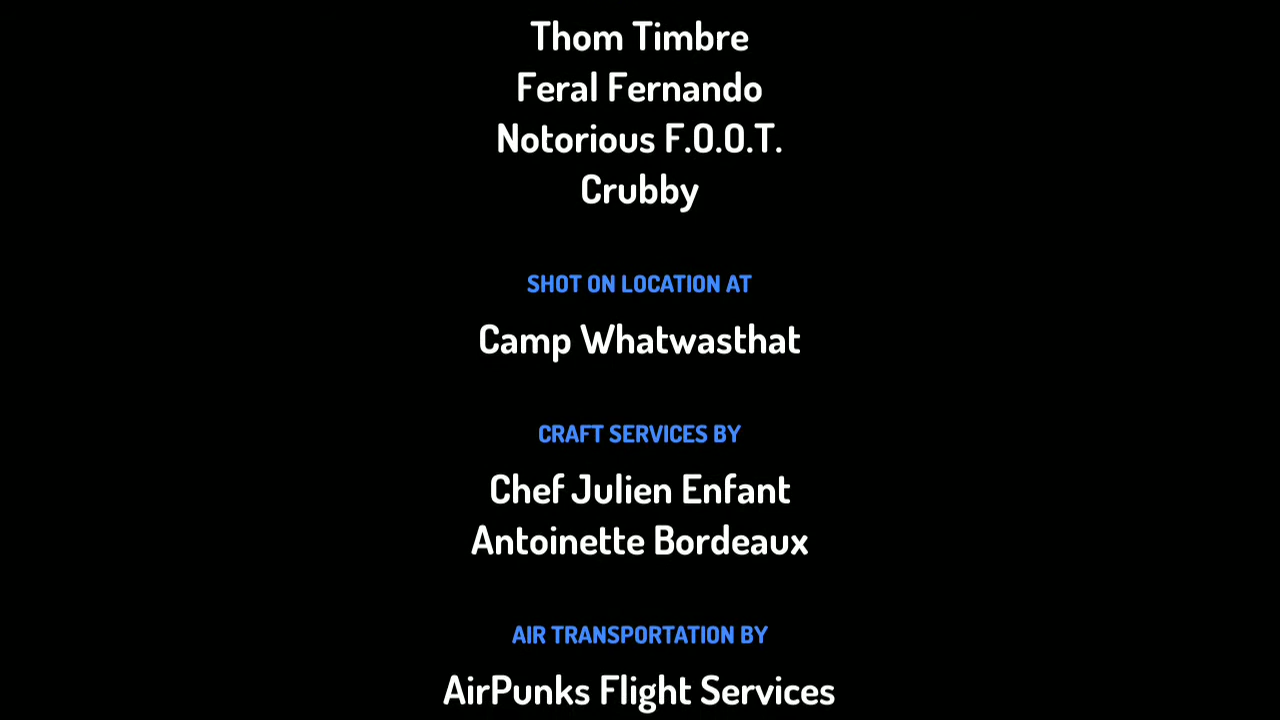 Thom Timbre
Feral Fernando
Notorious F.O.O.T.
Crubby
SHOT ON LOCATION AT
Camp Whatwasthat
CRAFT SERVICES BY
Chef Julien Enfant
Antoinette Bordeaux
AIR TRANSPORTATION BY
AirPunks Flight Services